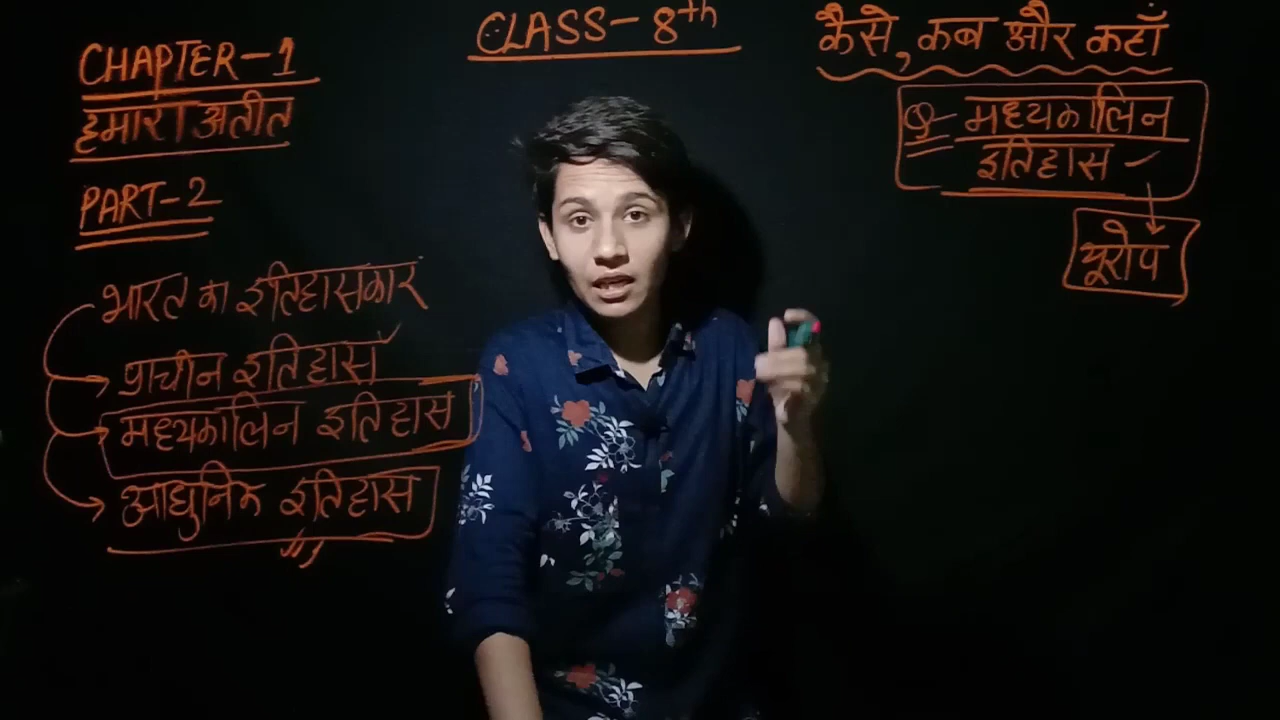 CLASS-8th
CHAPTER-1
हमारा अतीत
PART-2
भारत का इतिहासकार
प्राचीन इतिहास
मध्यकालिन इतिहास
आधुनिक इतिहास
कैसे, कब और कहाँ
Q- मध्यकालिन
इतिहास -
यूरोप